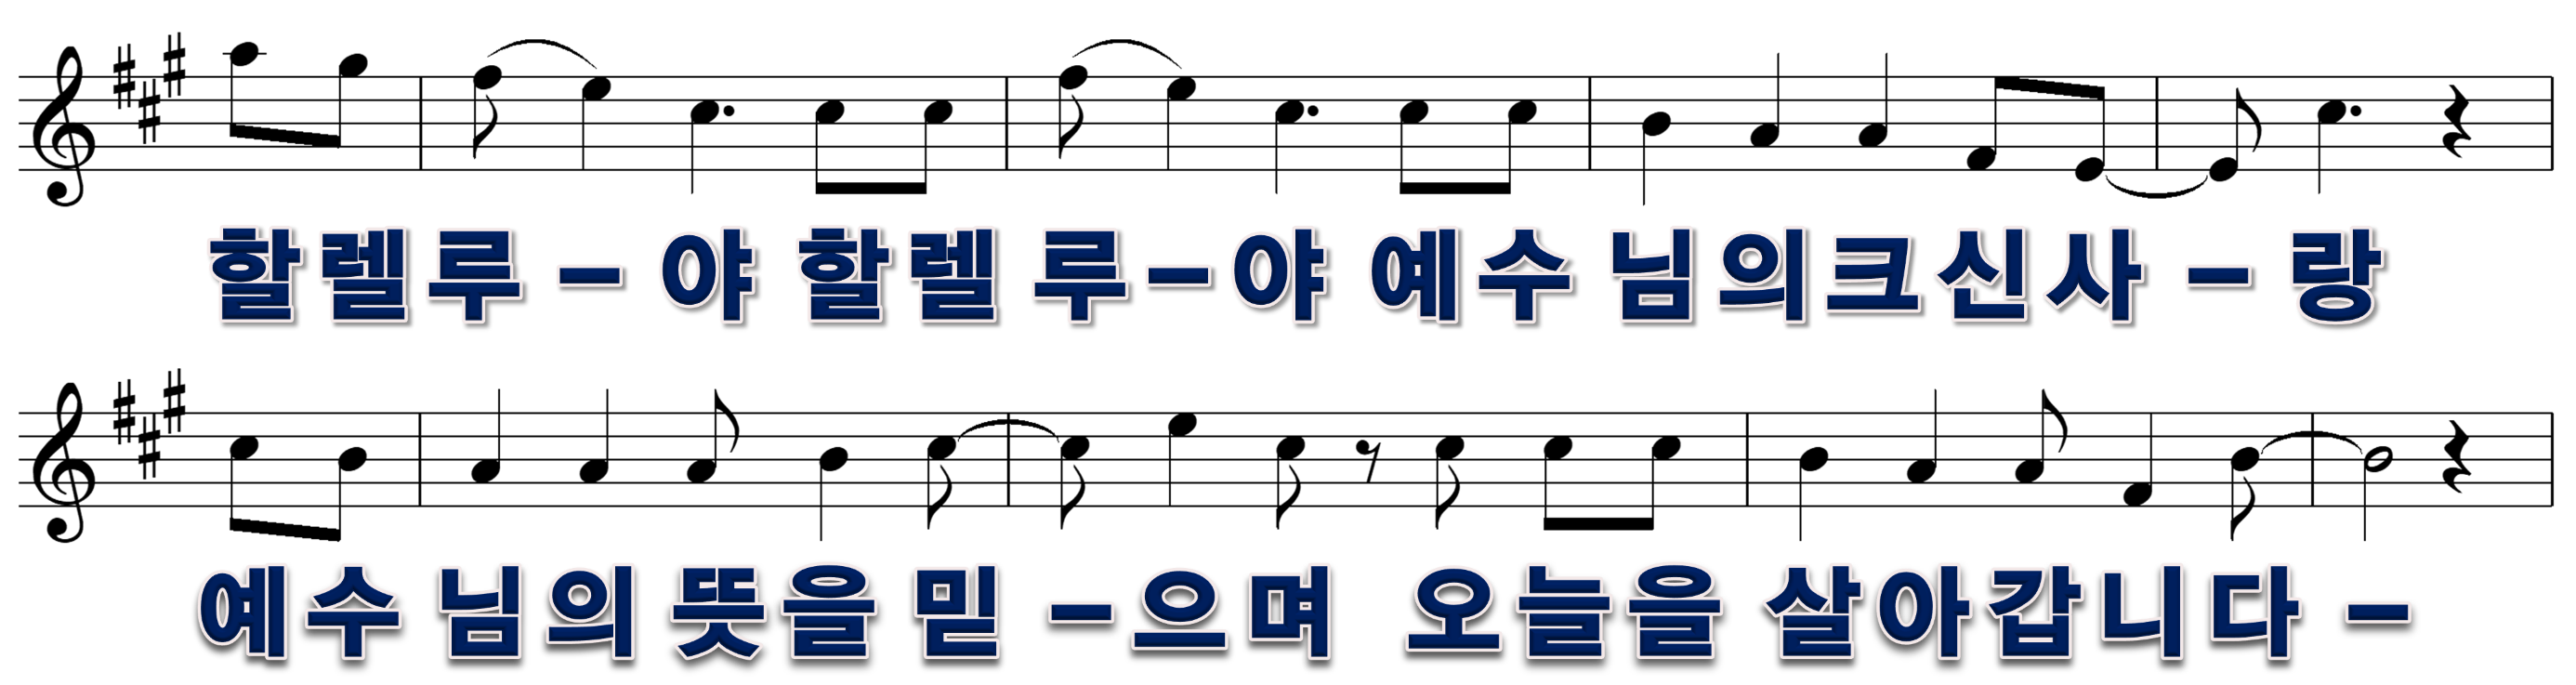 할렐루 - 야 할렐 루 - 야 예수 님의크신사 - 랑
예수 님의 뜻을 믿 - 으며 오늘을 살아갑니다 -